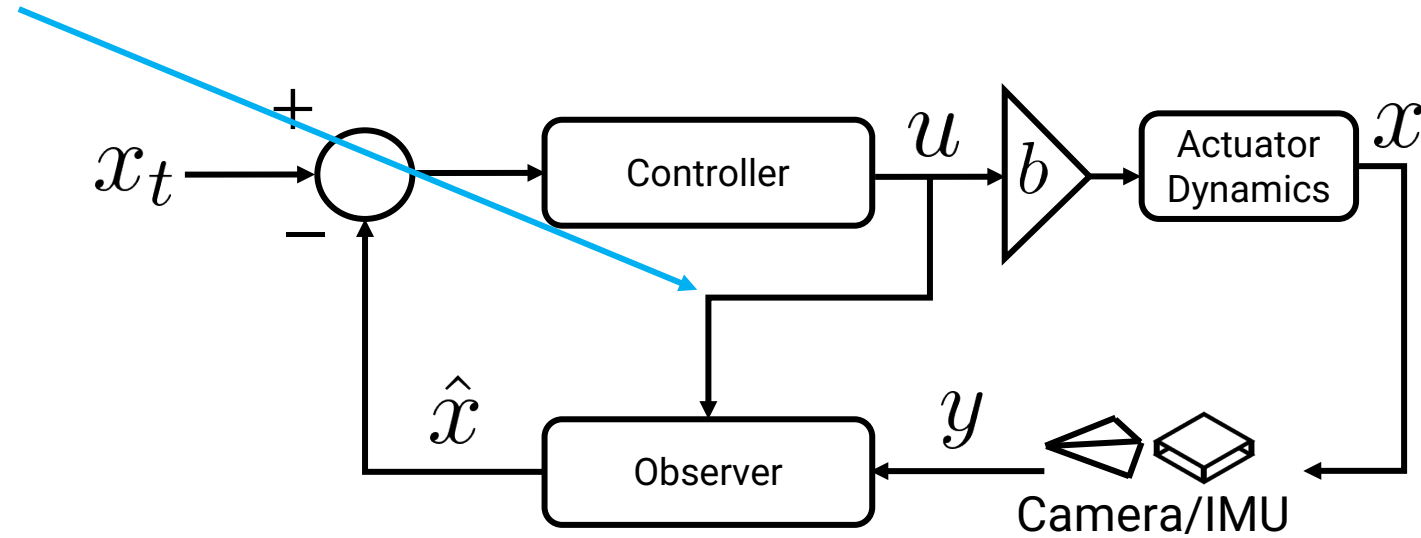 +
x_t
−
Controller
u
b
Actuator
Dynamics
x
x̂
Observer
y
Camera/IMU